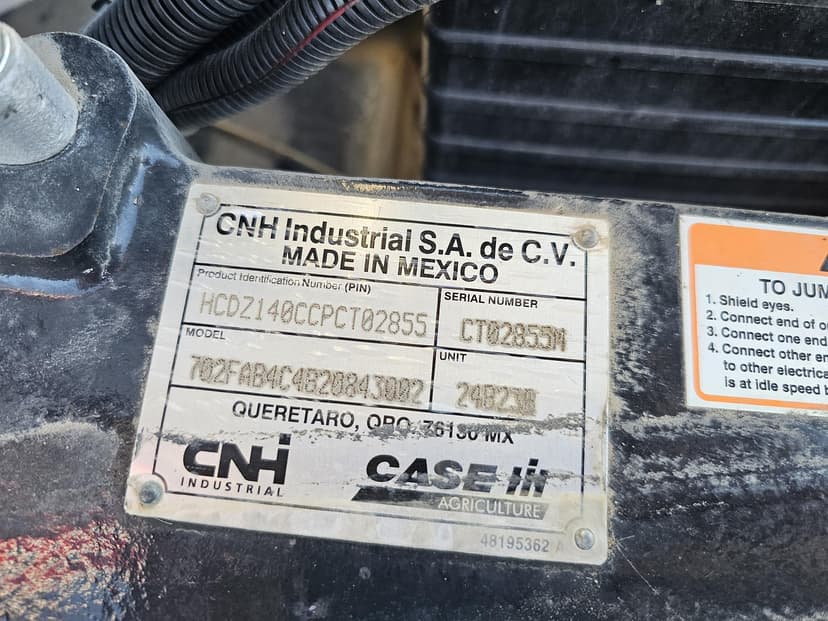 CNH Industrial S.A. de C.V.
MADE IN MEXICO
Product Identification Number (PIN)
HCDZ140CCPCT02855
SERIAL NUMBER
CT02855M
MODEL
702FAB4C4B20843002
UNIT
24B23B
QUERETARO, QRO, 76130 MX
CNH
INDUSTRIAL
CASE IH
AGRICULTURE
48195362 A
TO JUM
1. Shield eyes.
2. Connect end of o
3. Connect one end
4. Connect other en
to other electrica
is at idle speed b